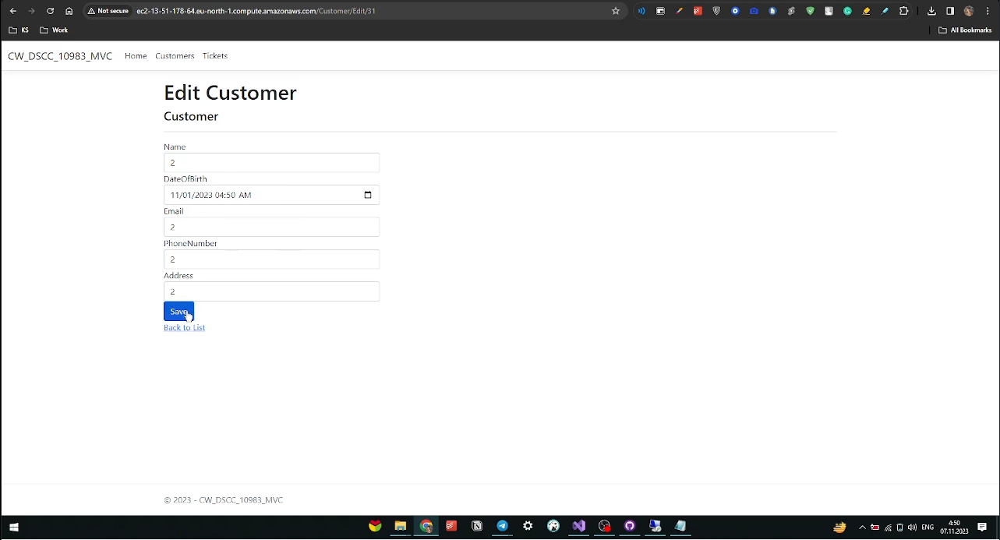 Not secure ec2-13-51-178-64.eu-north-1.compute.amazonaws.com/Customer/Edit/31
KS Work All Bookmarks
CW_DSCC_10983_MVC Home Customers Tickets
Edit Customer
Customer
Name
2
DateOfBirth
11/01/2023 04:50 AM
Email
2
PhoneNumber
2
Address
2
Save
Back to List
© 2023 - CW_DSCC_10983_MVC
ENG 4:50
07.11.2023